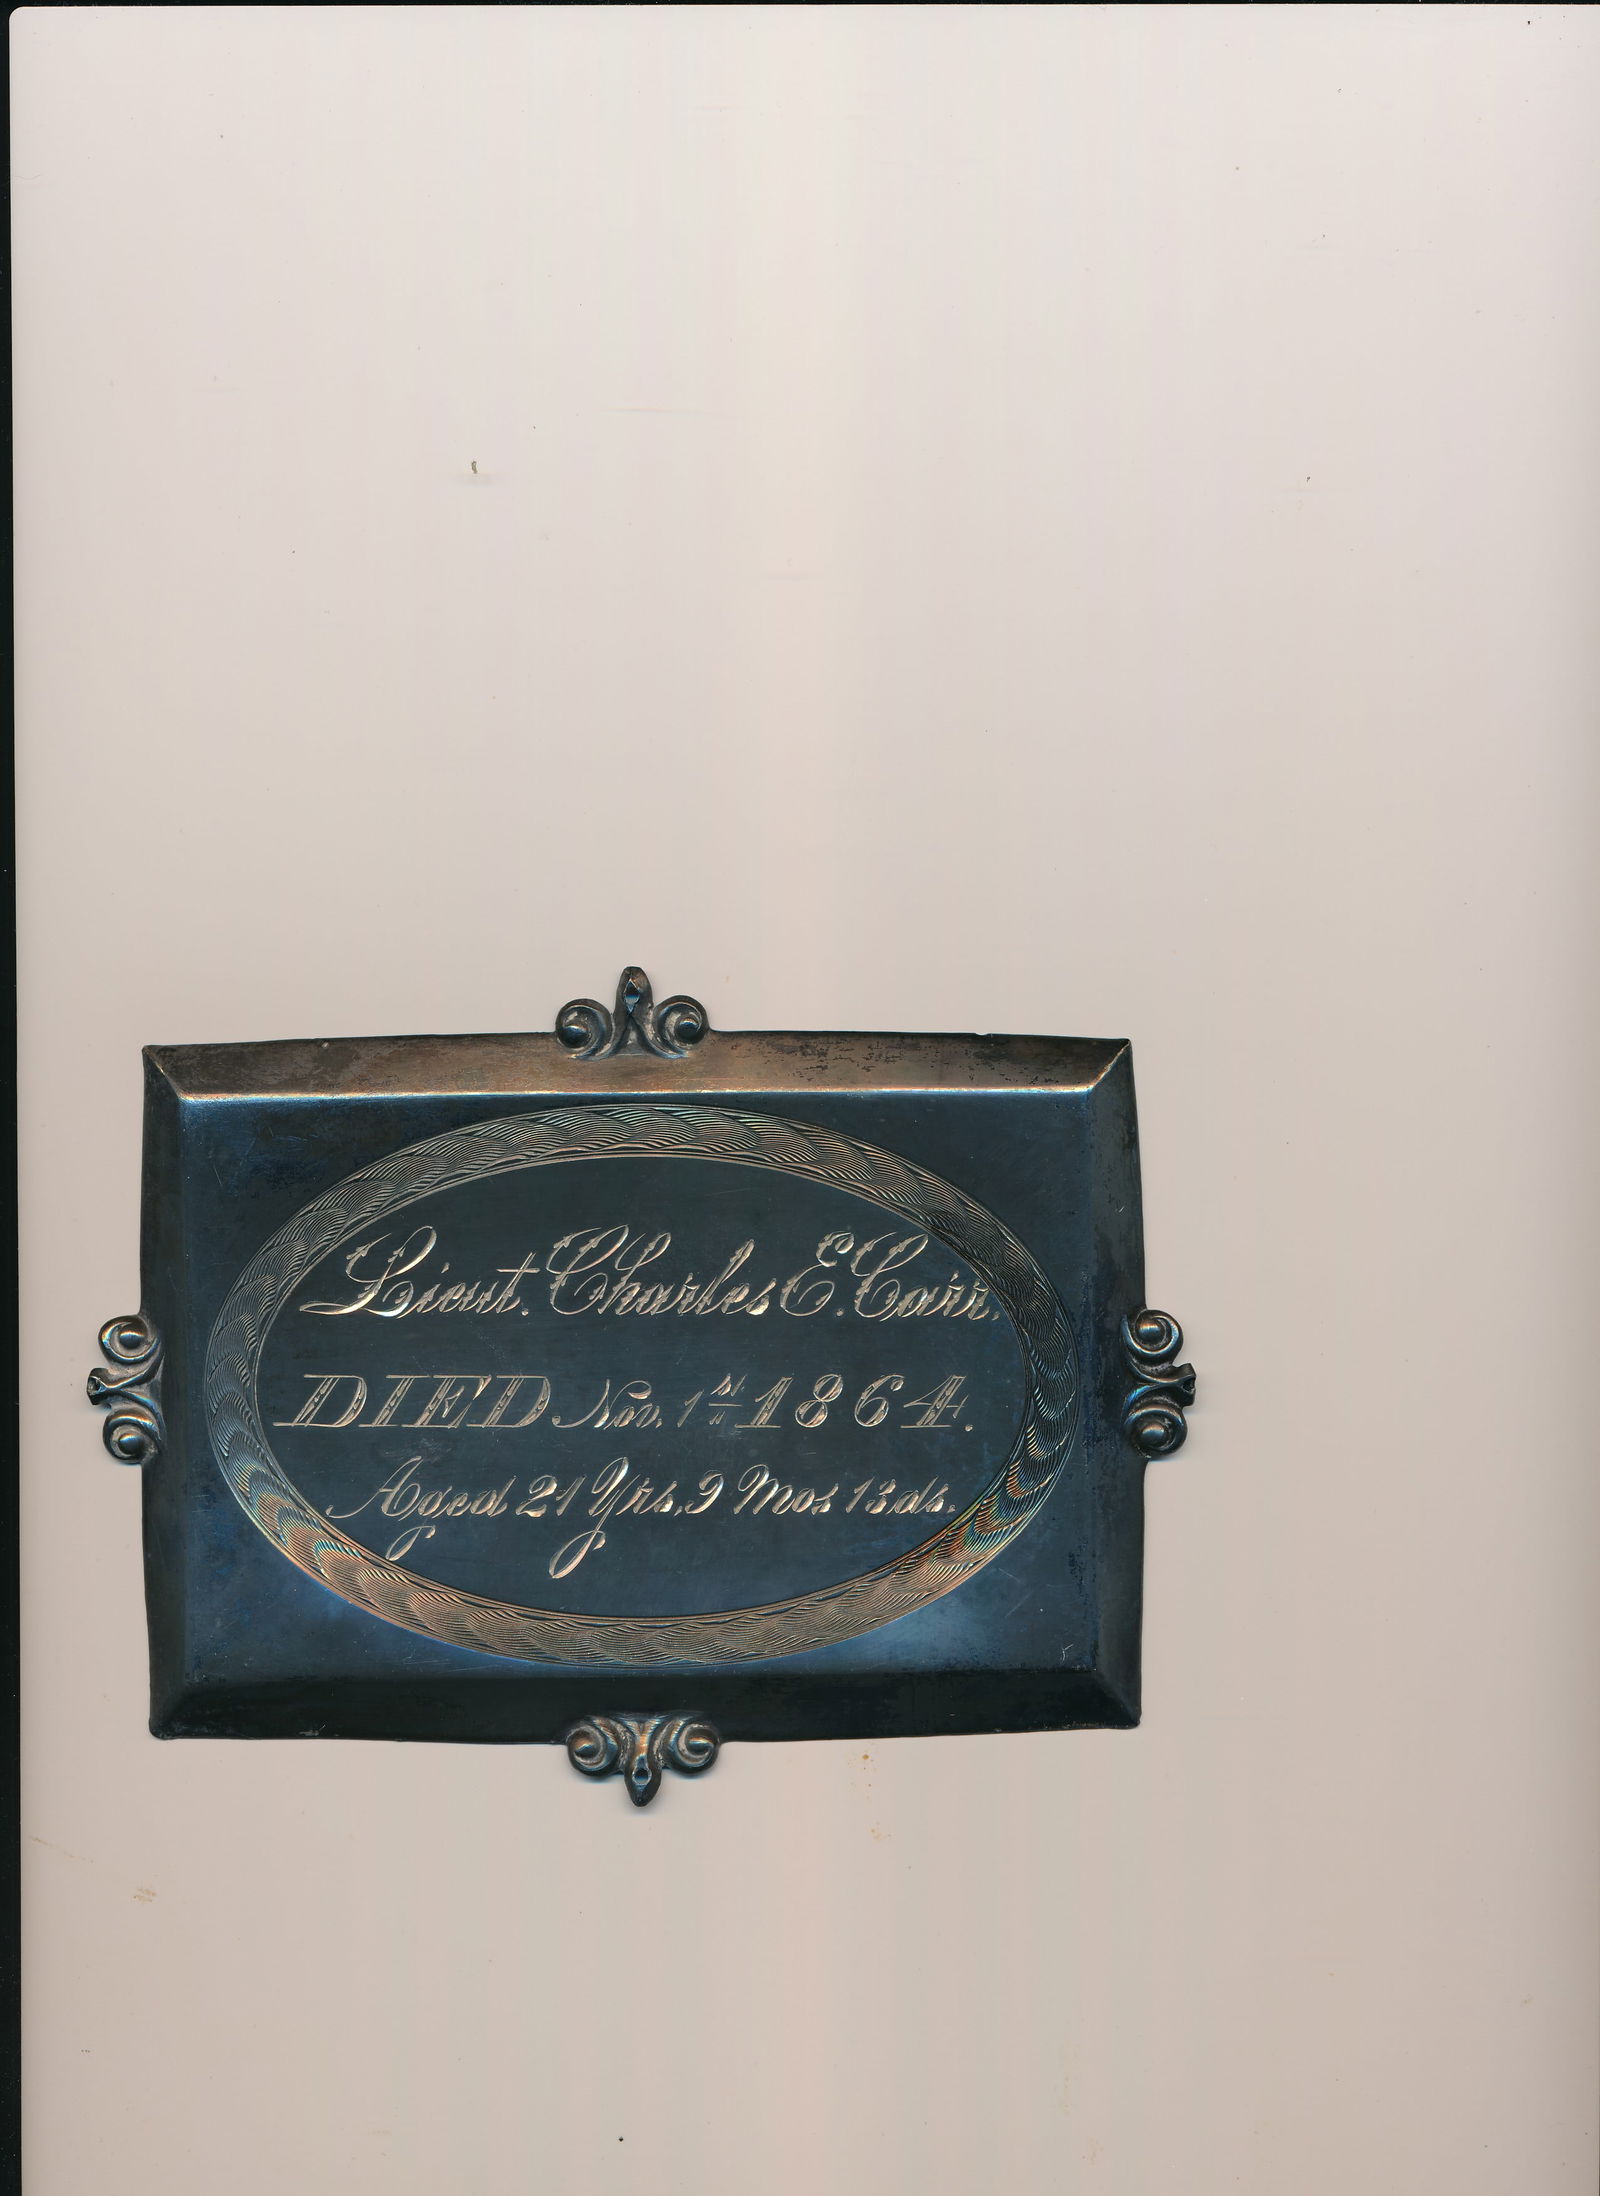 Lieut. Charles E. Carr.
DIED Nov. 1st 1864.
Aged 21 Yrs, 9 Mos 13 ds.